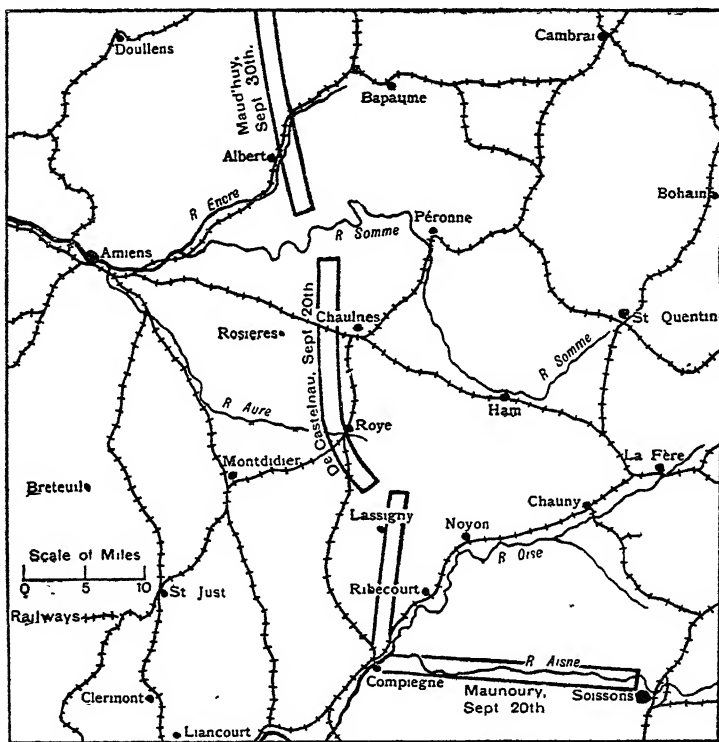 Doullens
Cambrai
Maud'huy,
Sept 30th.
Bapaume
Albert
R Encre
Bohain
Péronne
R Somme
Amiens
Chaulnes
St Quentin
Rosieres
De Castelnau, Sept. 20th
R Somme
R Aure
Ham
Roye
La Fère
Montdidier
Breteuil
Chauny
Lassigny
Noyon
Scale of Miles
0 5 10
R Oise
Ribecourt
St Just
Railways
R Aisne
Compiegne
Maunoury,
Sept 20th
Soissons
Clermont
Liancourt